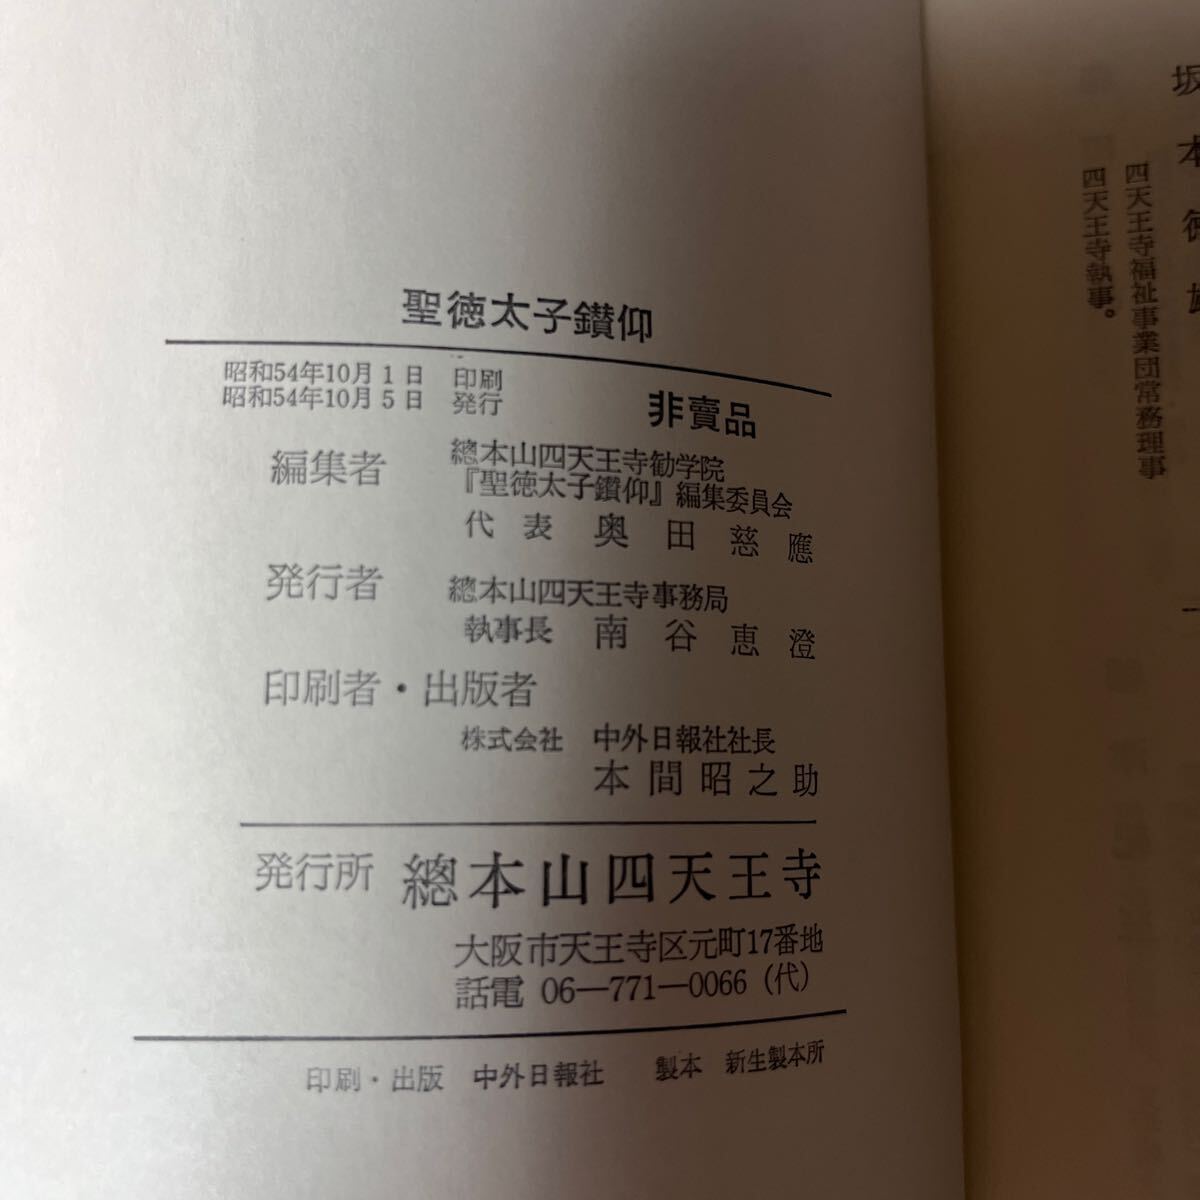 聖徳太子鑚仰
昭和54年10月1日 印刷
昭和54年10月5日 発行
非賣品
編集者 總本山四天王寺勧学院
『聖徳太子鑚仰』編集委員会
代表 奥田慈應
発行者 總本山四天王寺事務局
執事長 南谷恵澄
印刷者・出版者
株式会社 中外日報社社長
本間昭之助
発行所 總本山四天王寺
大阪市天王寺区元町17番地
話電 06—771—0066(代)
印刷・出版 中外日報社 製本 新生製本所
坂本徳
四天王寺福祉事業団常務理事
四天王寺執事。